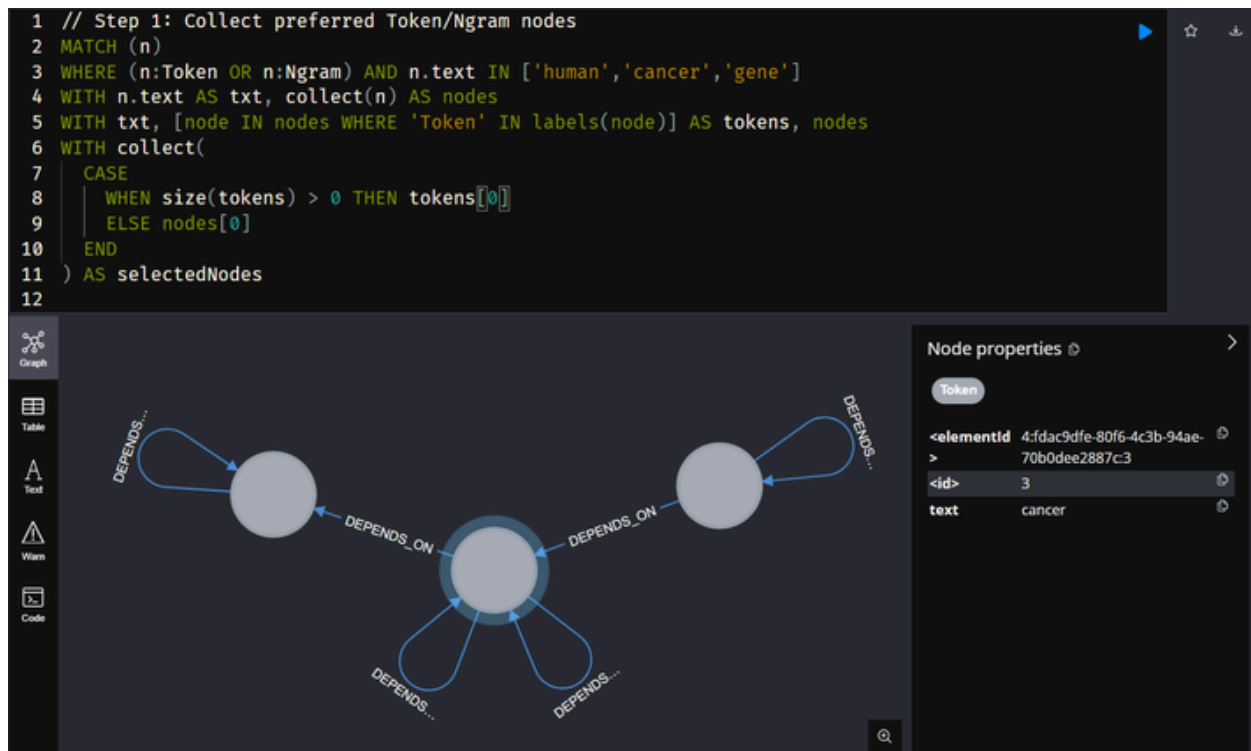 1 // Step 1: Collect preferred Token/Ngram nodes
2 MATCH (n)
3 WHERE (n:Token OR n:Ngram) AND n.text IN ['human','cancer','gene']
4 WITH n.text AS txt, collect(n) AS nodes
5 WITH txt, [node IN nodes WHERE 'Token' IN labels(node)] AS tokens, nodes
6 WITH collect(
7 CASE
8 WHEN size(tokens) > 0 THEN tokens[0]
9 ELSE nodes[0]
10 END
11 ) AS selectedNodes
12
Graph
Table
Text
Warn
Code
DEPENDS...
DEPENDS_ON
DEPENDS_ON
DEPENDS...
DEPENDS...
DEPENDS...
Node properties
Token
<elementId 4:fdac9dfe-80f6-4c3b-94ae-
> 70b0dee2887c:3
<id> 3
text cancer